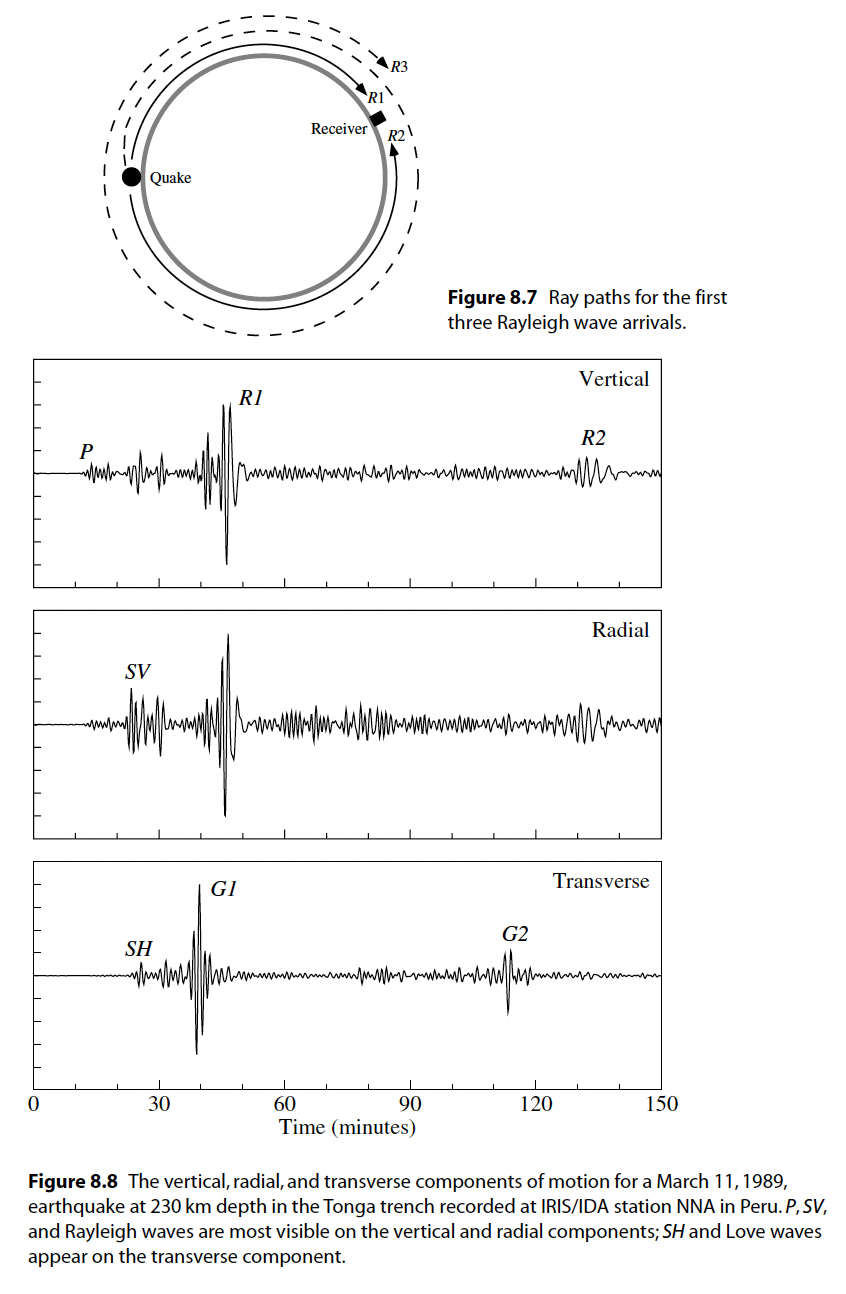 R3
R1
Receiver
R2
Quake
Figure 8.7 Ray paths for the first
three Rayleigh wave arrivals.
Vertical
R1
P
R2
Radial
SV
Transverse
G1
SH
G2
0 30 60 90 120 150
Time (minutes)
Figure 8.8 The vertical, radial, and transverse components of motion for a March 11, 1989,
earthquake at 230 km depth in the Tonga trench recorded at IRIS/IDA station NNA in Peru. P, SV,
and Rayleigh waves are most visible on the vertical and radial components; SH and Love waves
appear on the transverse component.